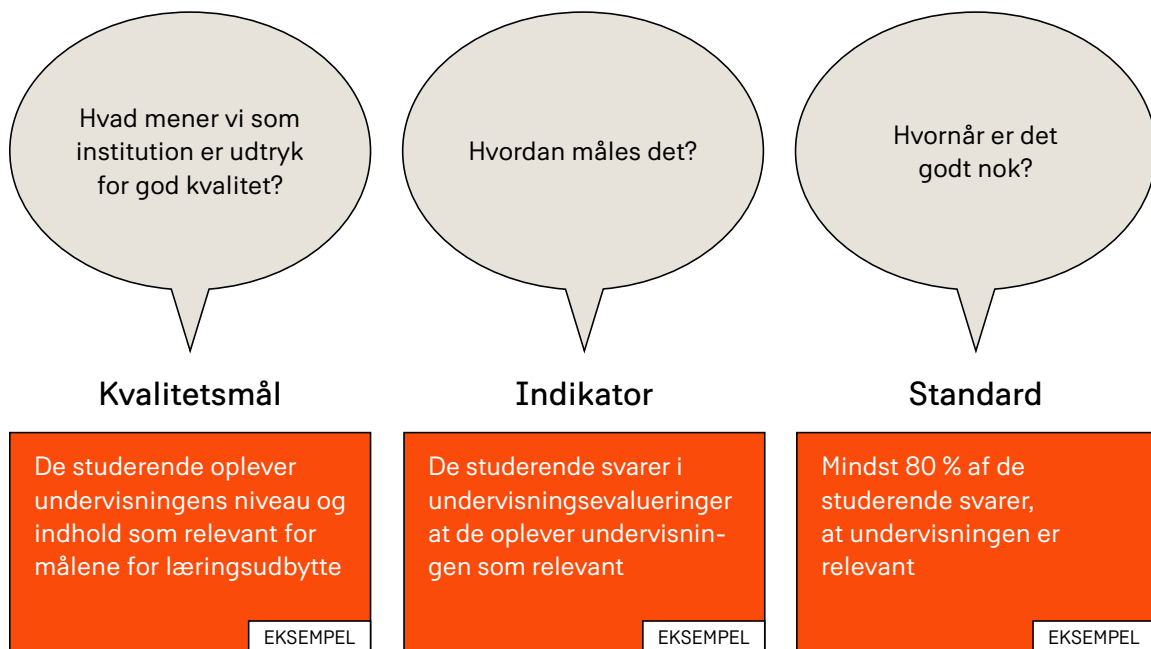 Hvad mener vi som
institution er udtryk
for god kvalitet?
Hvordan måles det?
Hvornår er det
godt nok?
Kvalitetsmål
Indikator
Standard
De studerende oplever
undervisningens niveau og
indhold som relevant for
målene for læringsudbytte
EKSEMPEL
De studerende svarer i
undervisningsevalueringer
at de oplever undervisnin-
gen som relevant
EKSEMPEL
Mindst 80 % af de
studerende svarer,
at undervisningen er
relevant
EKSEMPEL